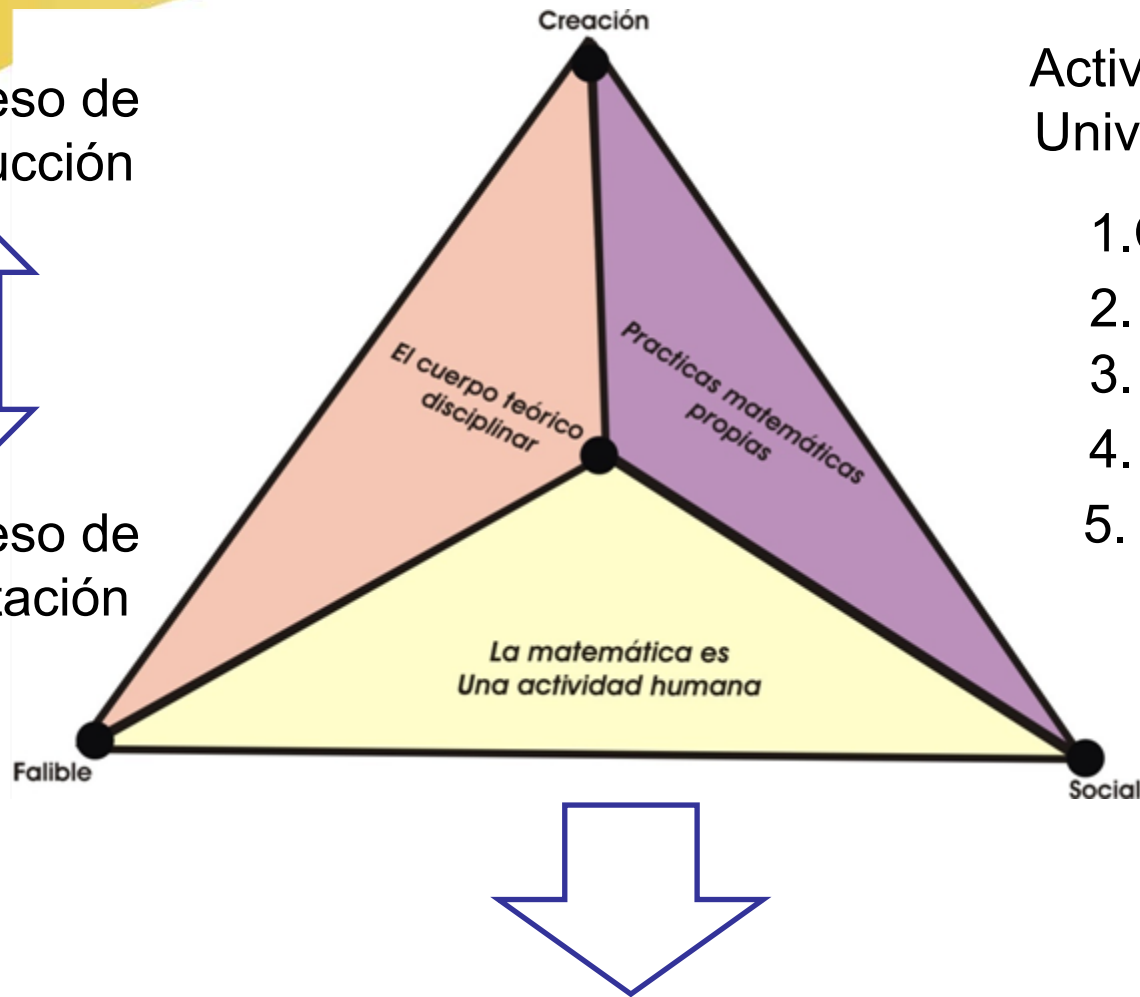 Creación
eso de
ucción
Activ
Univ
1.
2.
3.
4.
5.
El cuerpo teórico
disciplinar
Practicas matemáticas
propias
eso de
tación
La matemática es
Una actividad humana
Falible
Social